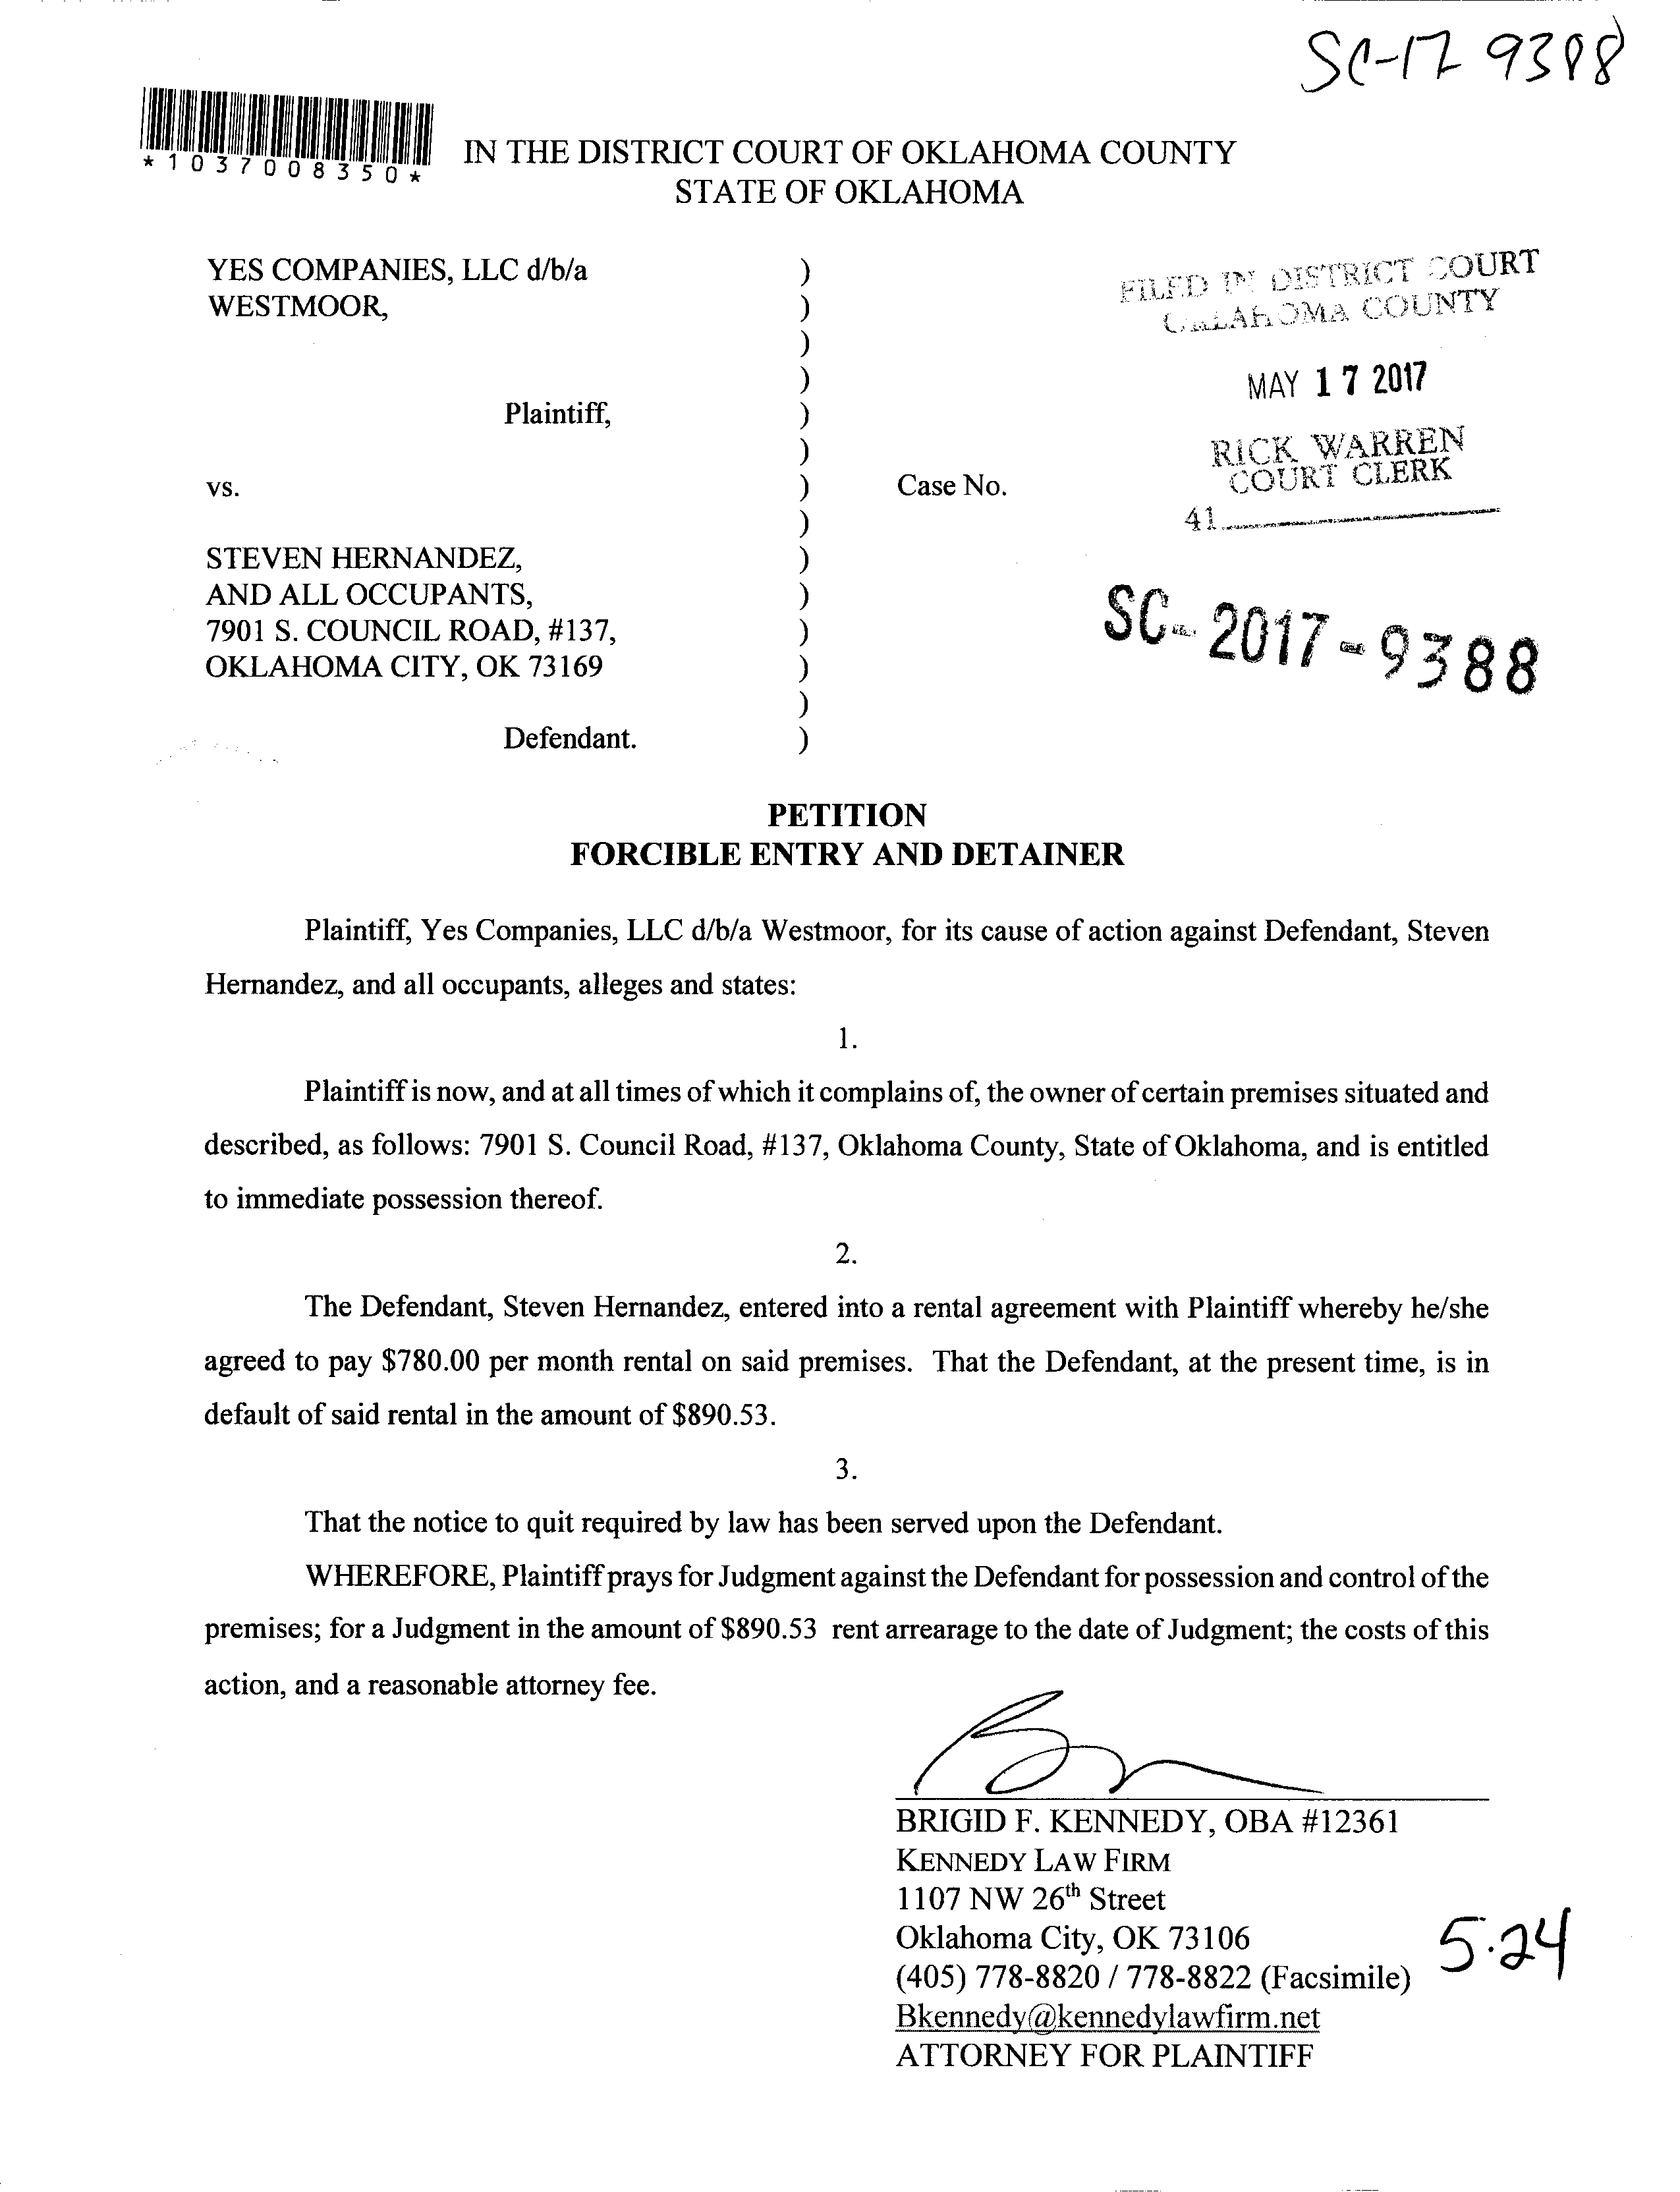 SC-17 9388
*1037008350*
IN THE DISTRICT COURT OF OKLAHOMA COUNTY
STATE OF OKLAHOMA
YES COMPANIES, LLC d/b/a )
WESTMOOR, )
)
)
Plaintiff, )
)
vs. ) Case No.
)
STEVEN HERNANDEZ, )
AND ALL OCCUPANTS, )
7901 S. COUNCIL ROAD, #137, )
OKLAHOMA CITY, OK 73169 )
)
Defendant. )
FILED IN DISTRICT COURT
OKLAHOMA COUNTY
MAY 17 2017
RICK WARREN
COURT CLERK
41
SC-2017-9388
PETITION
FORCIBLE ENTRY AND DETAINER
Plaintiff, Yes Companies, LLC d/b/a Westmoor, for its cause of action against Defendant, Steven
Hernandez, and all occupants, alleges and states:
1.
Plaintiff is now, and at all times of which it complains of, the owner of certain premises situated and
described, as follows: 7901 S. Council Road, #137, Oklahoma County, State of Oklahoma, and is entitled
to immediate possession thereof.
2.
The Defendant, Steven Hernandez, entered into a rental agreement with Plaintiff whereby he/she
agreed to pay $780.00 per month rental on said premises. That the Defendant, at the present time, is in
default of said rental in the amount of $890.53.
3.
That the notice to quit required by law has been served upon the Defendant.
WHEREFORE, Plaintiff prays for Judgment against the Defendant for possession and control of the
premises; for a Judgment in the amount of $890.53 rent arrearage to the date of Judgment; the costs of this
action, and a reasonable attorney fee.
BRIGID F. KENNEDY, OBA #12361
KENNEDY LAW FIRM
1107 NW 26th Street
Oklahoma City, OK 73106
(405) 778-8820 / 778-8822 (Facsimile)
Bkennedy@kennedylawfirm.net
ATTORNEY FOR PLAINTIFF
5.24